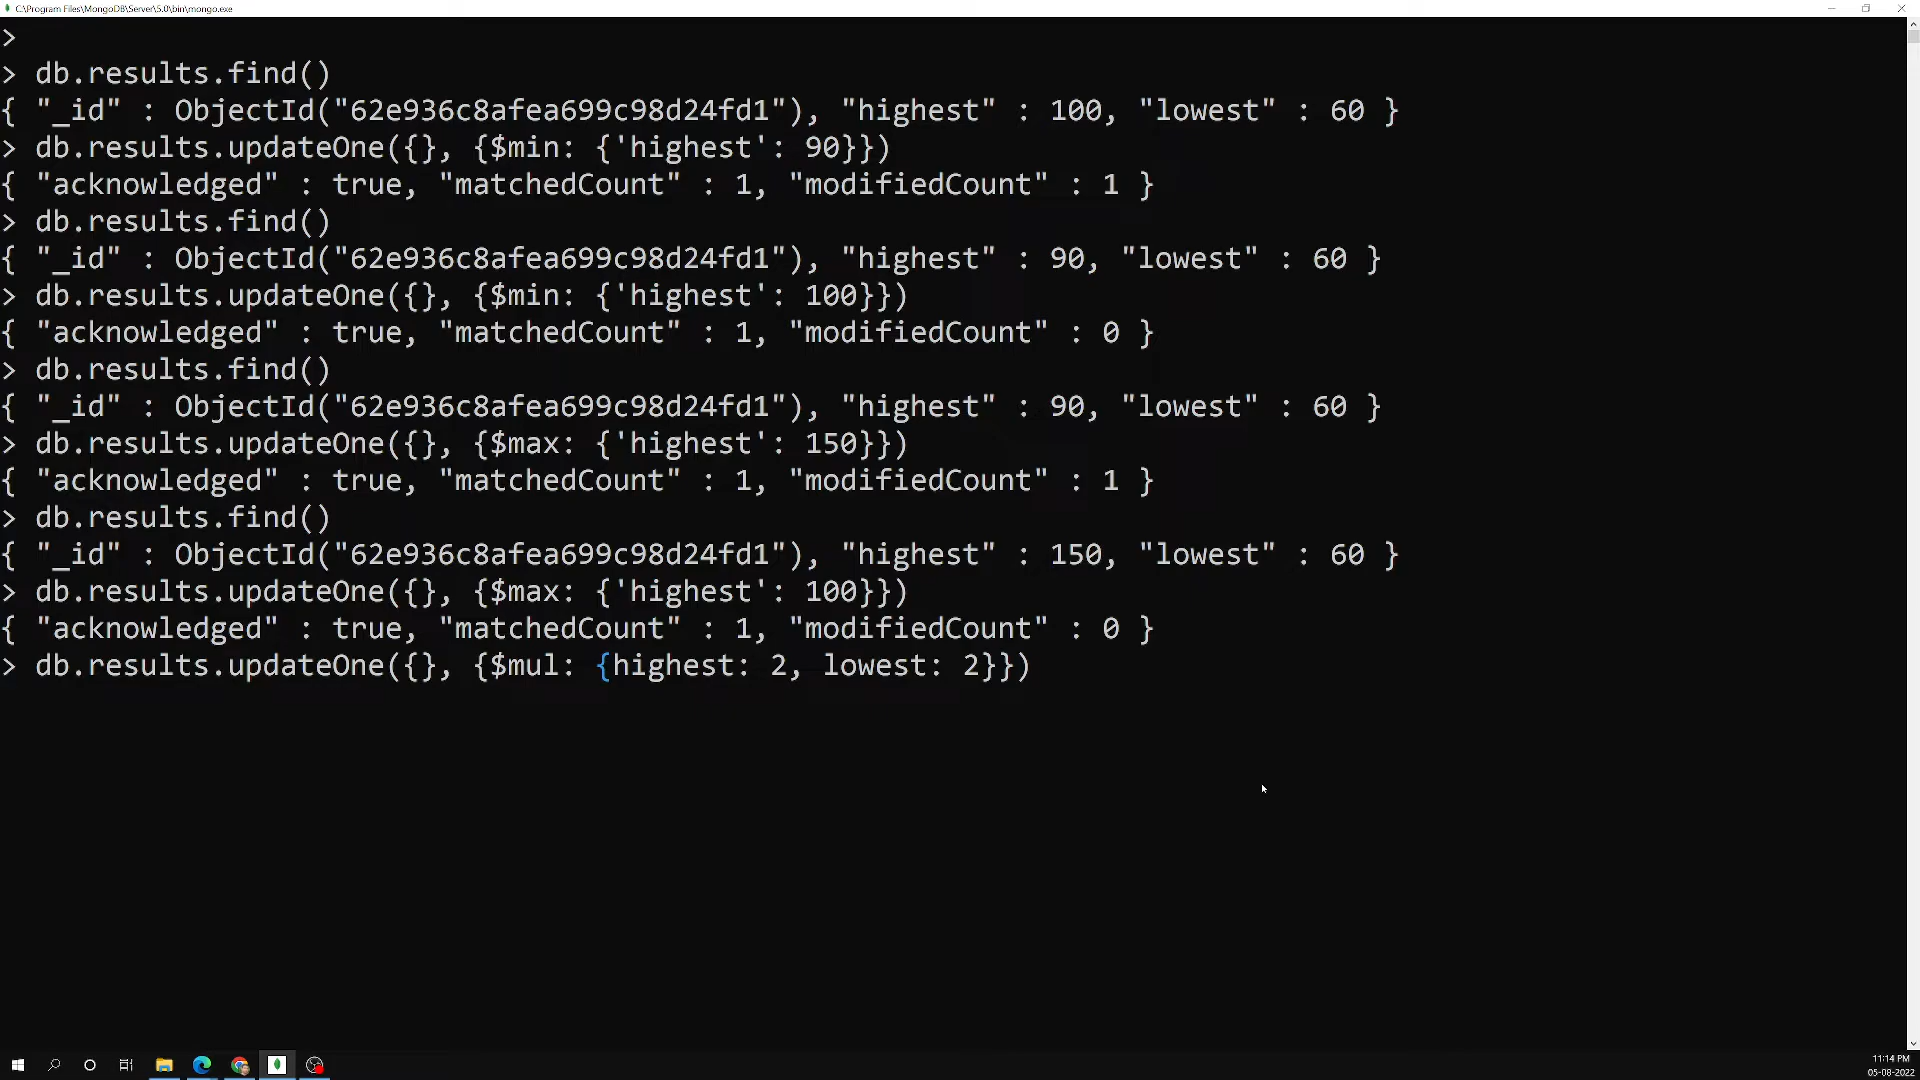 C:\Program Files\MongoDB\Server\5.0\bin\mongo.exe
>
> db.results.find()
{ "_id" : ObjectId("62e936c8afea699c98d24fd1"), "highest" : 100, "lowest" : 60 }
> db.results.updateOne({}, {$min: {'highest': 90}})
{ "acknowledged" : true, "matchedCount" : 1, "modifiedCount" : 1 }
> db.results.find()
{ "_id" : ObjectId("62e936c8afea699c98d24fd1"), "highest" : 90, "lowest" : 60 }
> db.results.updateOne({}, {$min: {'highest': 100}})
{ "acknowledged" : true, "matchedCount" : 1, "modifiedCount" : 0 }
> db.results.find()
{ "_id" : ObjectId("62e936c8afea699c98d24fd1"), "highest" : 90, "lowest" : 60 }
> db.results.updateOne({}, {$max: {'highest': 150}})
{ "acknowledged" : true, "matchedCount" : 1, "modifiedCount" : 1 }
> db.results.find()
{ "_id" : ObjectId("62e936c8afea699c98d24fd1"), "highest" : 150, "lowest" : 60 }
> db.results.updateOne({}, {$max: {'highest': 100}})
{ "acknowledged" : true, "matchedCount" : 1, "modifiedCount" : 0 }
> db.results.updateOne({}, {$mul: {highest: 2, lowest: 2}})
11:14 PM
05-08-2022